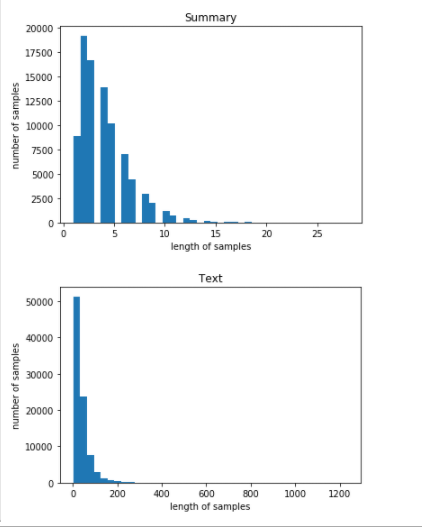 Summary
20000
17500
15000
12500
10000
7500
5000
2500
0
number of samples
0 5 10 15 20 25
length of samples
Text
50000
40000
30000
20000
10000
0
number of samples
0 200 400 600 800 1000 1200
length of samples